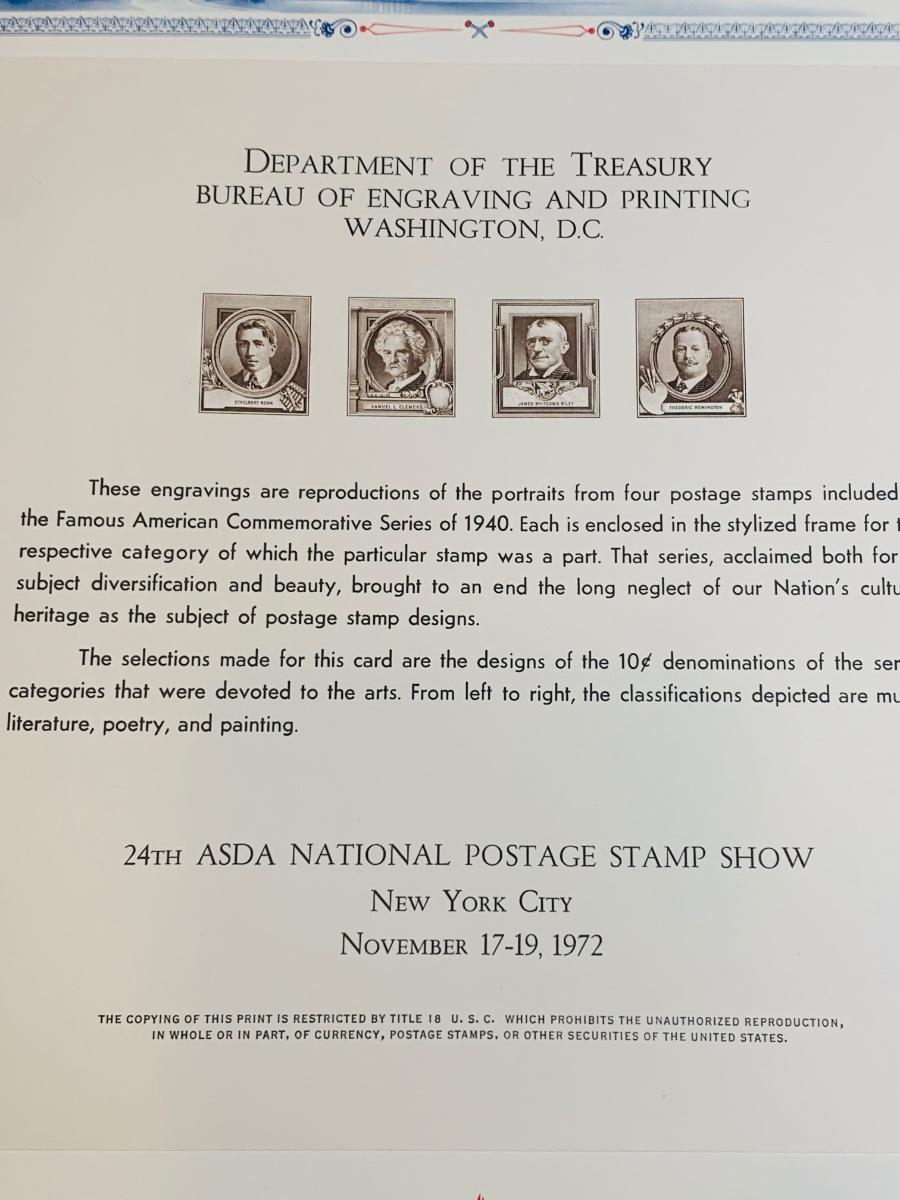 DEPARTMENT OF THE TREASURY
BUREAU OF ENGRAVING AND PRINTING
WASHINGTON, D.C.
ETHELBERT NEVIN
SAMUEL L. CLEMENS
JAMES WHITCOMB RILEY
FREDERIC REMINGTON
These engravings are reproductions of the portraits from four postage stamps included
the Famous American Commemorative Series of 1940. Each is enclosed in the stylized frame for
respective category of which the particular stamp was a part. That series, acclaimed both for
subject diversification and beauty, brought to an end the long neglect of our Nation's cultu
heritage as the subject of postage stamp designs.
The selections made for this card are the designs of the 10¢ denominations of the ser
categories that were devoted to the arts. From left to right, the classifications depicted are mu
literature, poetry, and painting.
24TH ASDA NATIONAL POSTAGE STAMP SHOW
NEW YORK CITY
NOVEMBER 17-19, 1972
THE COPYING OF THIS PRINT IS RESTRICTED BY TITLE 18 U. S. C. WHICH PROHIBITS THE UNAUTHORIZED REPRODUCTION,
IN WHOLE OR IN PART, OF CURRENCY, POSTAGE STAMPS, OR OTHER SECURITIES OF THE UNITED STATES.